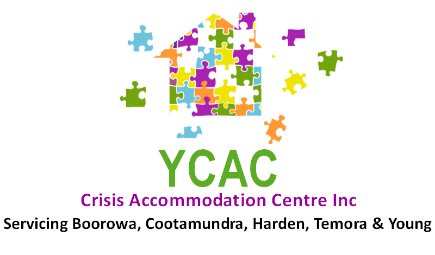 YCAC
Crisis Accommodation Centre Inc
Servicing Boorowa, Cootamundra, Harden, Temora & Young